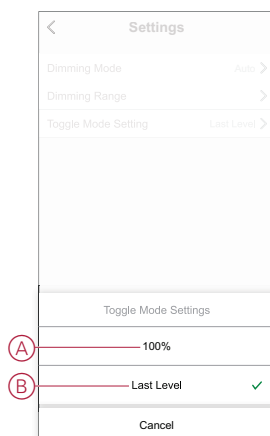 Settings
Dimming Mode Auto
Dimming Range
Toggle Mode Setting Last Level
Toggle Mode Settings
A 100%
B Last Level
Cancel